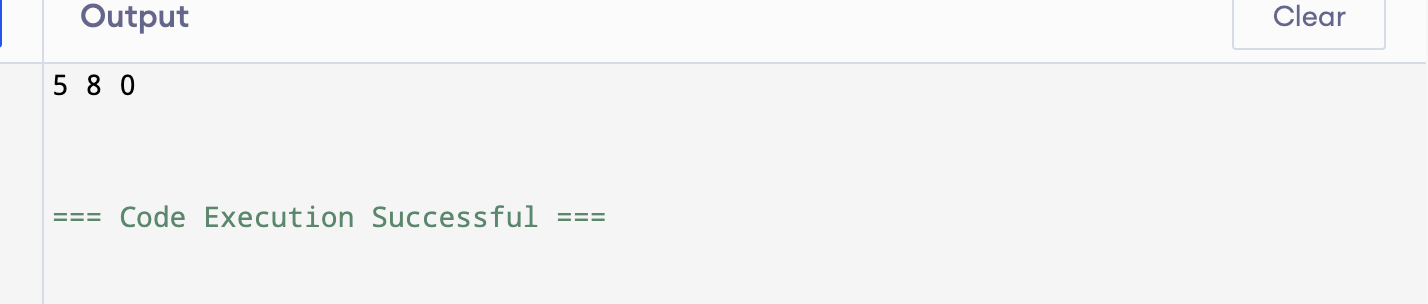 Output
Clear
5 8 0
=== Code Execution Successful ===